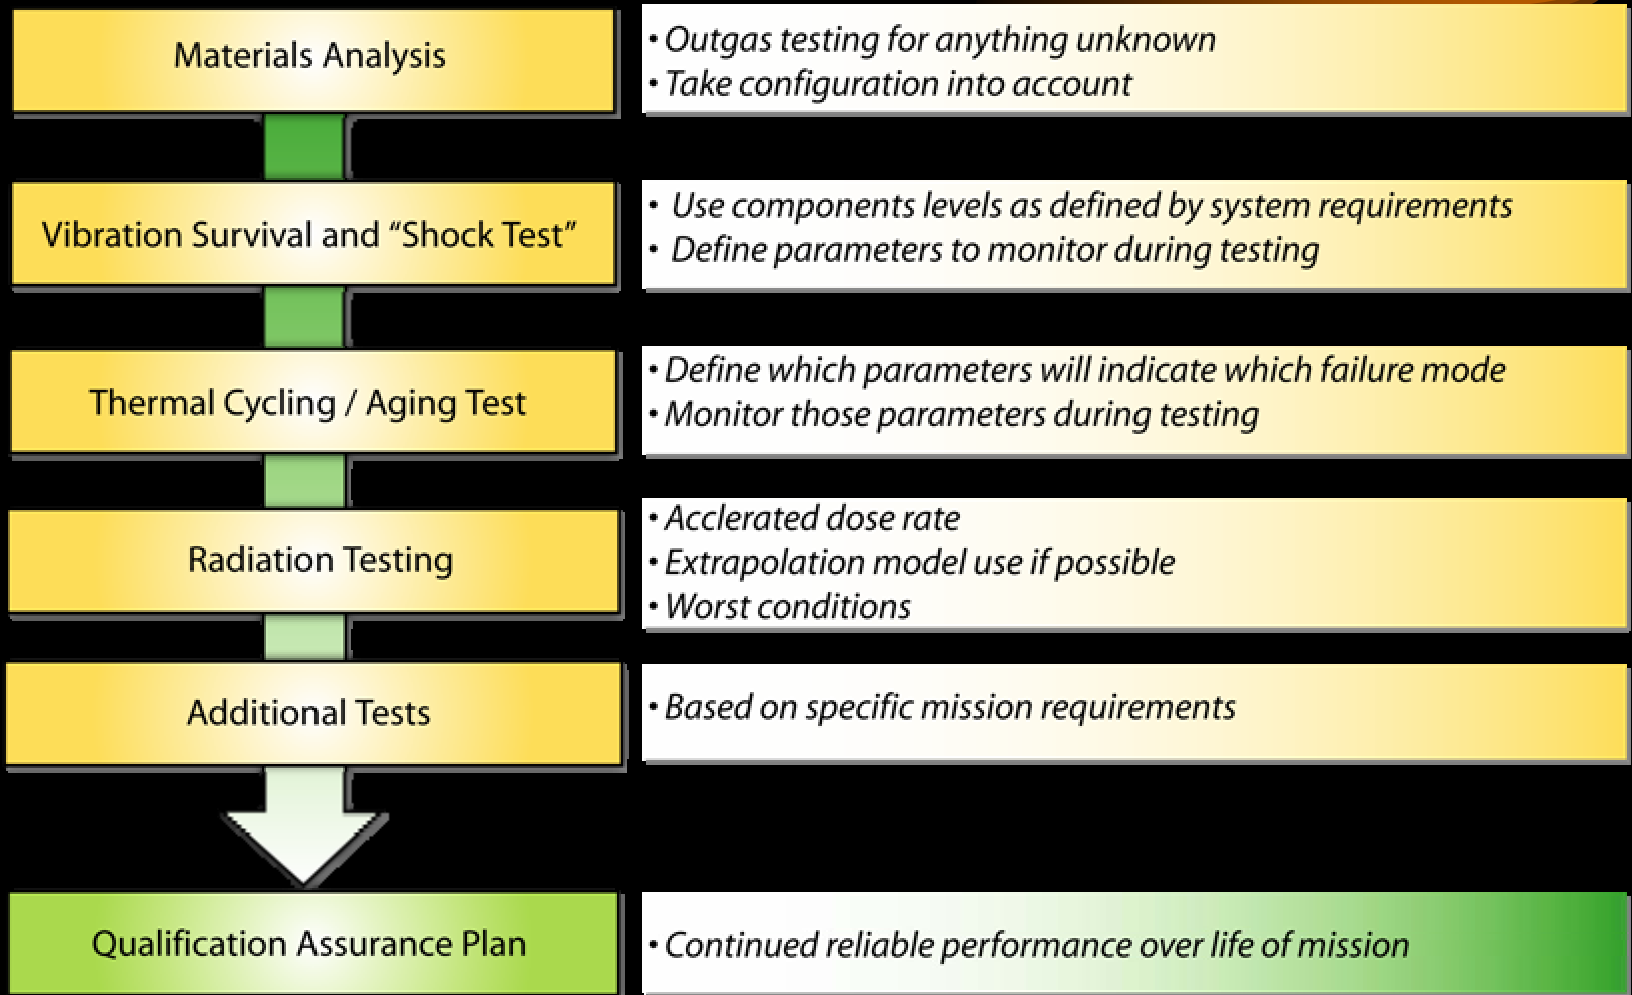 Materials Analysis
• Outgas testing for anything unknown
• Take configuration into account
Vibration Survival and “Shock Test”
• Use components levels as defined by system requirements
• Define parameters to monitor during testing
Thermal Cycling / Aging Test
• Define which parameters will indicate which failure mode
• Monitor those parameters during testing
Radiation Testing
• Acclerated dose rate
• Extrapolation model use if possible
• Worst conditions
Additional Tests
• Based on specific mission requirements
Qualification Assurance Plan
• Continued reliable performance over life of mission